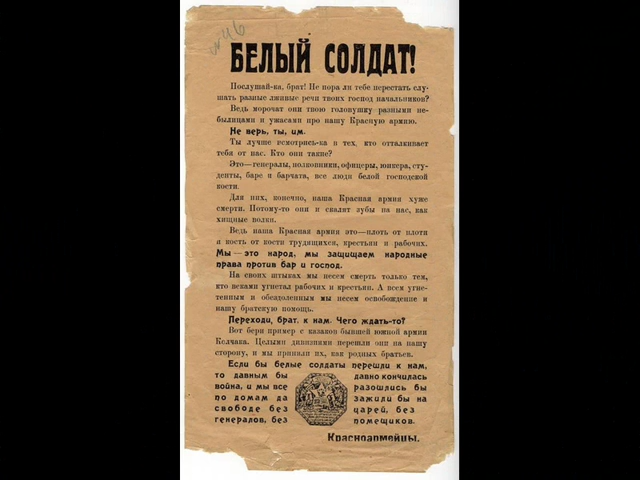 №46
БЕЛЫЙ СОЛДАТ!
Послушай-ка, брат! Не пора ли тебе перестать слу-
шать разные лживые речи твоих господ начальников?
Ведь морочат они твою головушку разными не-
былицами и ужасами про нашу Красную армию.
Не верь, ты, им.
Ты лучше всмотрись-ка в тех, кто отталкивает
тебя от нас. Кто они такие?
Это—генералы, полковники, офицеры, юнкера, сту-
денты, баре и барчата, все люди белой господской
кости.
Для них, конечно, наша Красная армия хуже
смерти. Потому-то они и скалят зубы на нас, как
хищные волки.
Ведь наша Красная армия это—плоть от плоти
и кость от кости трудящихся, крестьян и рабочих.
Мы—это народ, мы защищаем народные
права против бар и господ.
На своих штыках мы несем смерть только тем,
кто веками угнетал рабочих и крестьян. А всем угне-
тенным и обездоленным мы несем освобождение и
нашу братскую помощь.
Переходи, брат, к нам. Чего ждать-то?
Вот бери пример с казаков бывшей южной армии
Колчака. Целыми дивизиями перешли они на нашу
сторону, и мы приняли их, как родных братьев.
Если бы белые солдаты перешли к нам,
то давным бы давно кончилась
война, и мы все разошлись бы
по домам да зажили бы на
свободе без царей, без
генералов, без помещиков.
Красноармейцы.